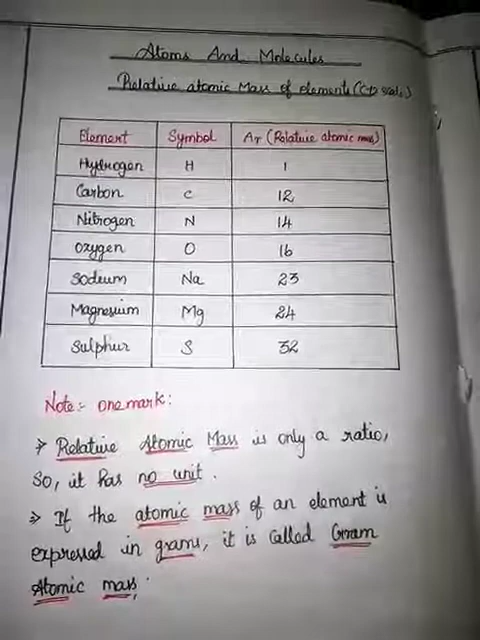 Atoms And Molecules
Relative atomic Mass of elements (C-12 scale)
Element Symbol Ar (Relative atomic mass)
Hydrogen H 1
Carbon C 12
Nitrogen N 14
Oxygen O 16
Sodium Na 23
Magnesium Mg 24
Sulphur S 32
Note:- one mark:
→ Relative Atomic Mass is only a ratio,
So, it has no unit.
→ If the atomic mass of an element is
expressed in grams, it is called Gram
Atomic mass.